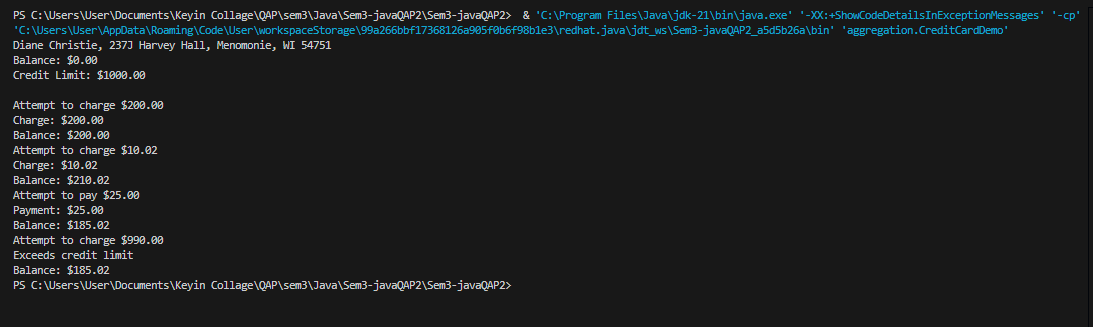 PS C:\Users\User\Documents\Keyin Collage\QAP\sem3\Java\Sem3-javaQAP2\Sem3-javaQAP2>  & 'C:\Program Files\Java\jdk-21\bin\java.exe' '-XX:+ShowCodeDetailsInExceptionMessages' '-cp'
'C:\Users\User\AppData\Roaming\Code\User\workspaceStorage\99a266bbf17368126a905f0b6f98b1e3\redhat.java\jdt_ws\Sem3-javaQAP2_a5d5b26a\bin' 'aggregation.CreditCardDemo'
Diane Christie, 237J Harvey Hall, Menomonie, WI 54751
Balance: $0.00
Credit Limit: $1000.00
Attempt to charge $200.00
Charge: $200.00
Balance: $200.00
Attempt to charge $10.02
Charge: $10.02
Balance: $210.02
Attempt to pay $25.00
Payment: $25.00
Balance: $185.02
Attempt to charge $990.00
Exceeds credit limit
Balance: $185.02
PS C:\Users\User\Documents\Keyin Collage\QAP\sem3\Java\Sem3-javaQAP2\Sem3-javaQAP2>